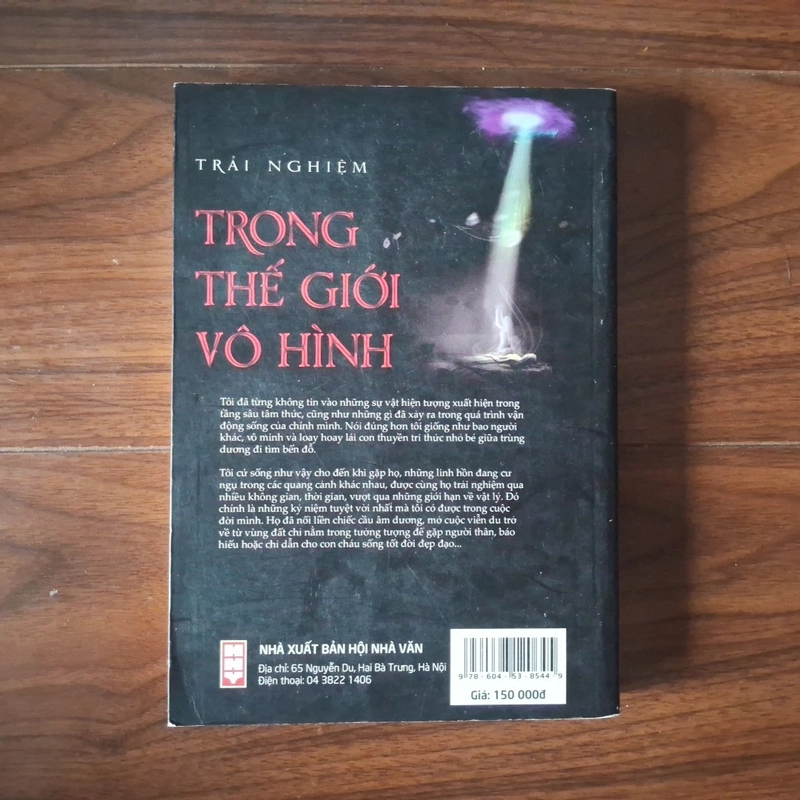 TRẢI NGHIỆM
TRONG
THẾ GIỚI
VÔ HÌNH
Tôi đã từng không tin vào những sự vật hiện tượng xuất hiện trong
tầng sâu tâm thức, cũng như những gì đã xảy ra trong quá trình vận
động sống của chính mình. Nói đúng hơn tôi giống như bao người
khác, vô minh và loay hoay lái con thuyền tri thức nhỏ bé giữa trùng
dương đi tìm bến đỗ.
Tôi cứ sống như vậy cho đến khi gặp họ, những linh hồn đang cư
ngụ trong các quang cảnh khác nhau, được cùng họ trải nghiệm qua
nhiều không gian, thời gian, vượt qua những giới hạn về vật lý. Đó
chính là những kỷ niệm tuyệt vời nhất mà tôi có được trong cuộc
đời mình. Họ đã nối liền chiếc cầu âm dương, mở cuộc viễn du trở
về từ vùng đất chỉ nằm trong tưởng tượng để gặp người thân, báo
hiếu hoặc chỉ dẫn cho con cháu sống tốt đời đẹp đạo...
HNV
NHÀ XUẤT BẢN HỘI NHÀ VĂN
Địa chỉ: 65 Nguyễn Du, Hai Bà Trưng, Hà Nội
Điện thoại: 04 3822 1406
9 78-604-53-8544 9
Giá: 150 000đ